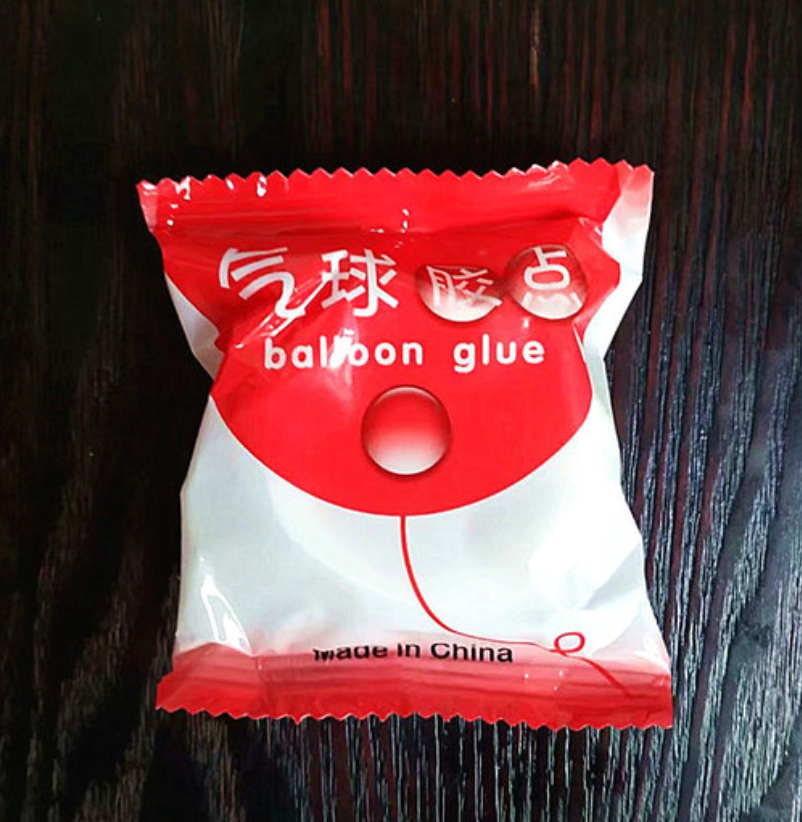 气球胶点
balloon glue
Made in China